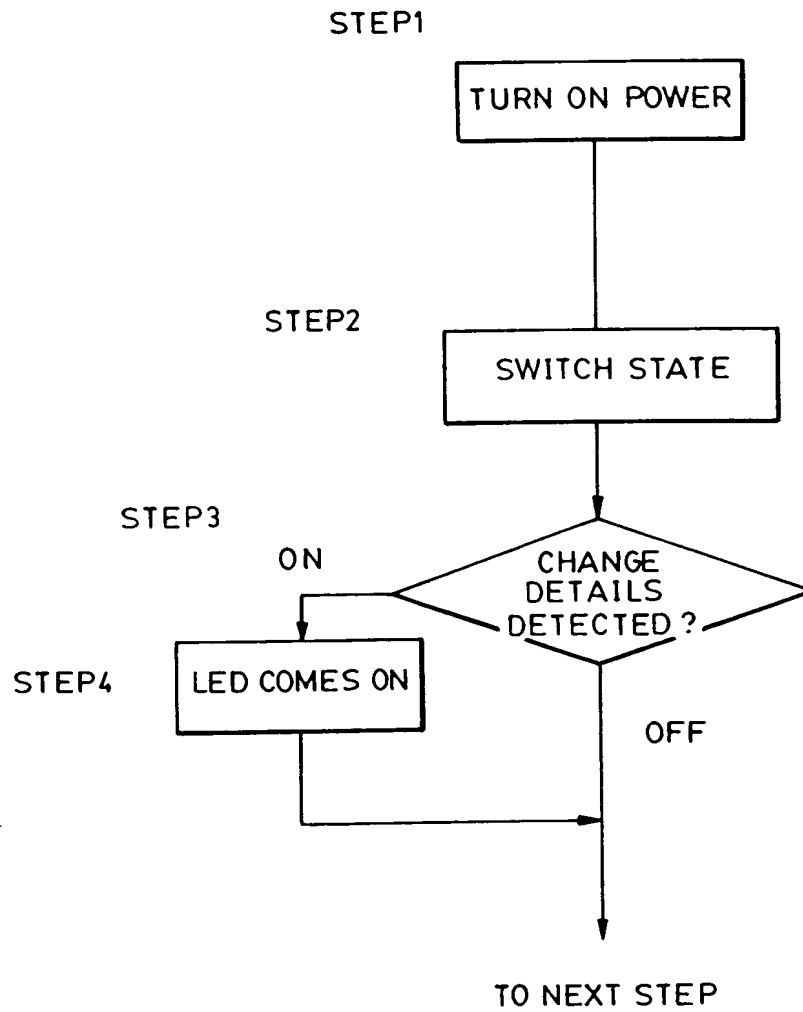 STEP1
TURN ON POWER
STEP2
SWITCH STATE
STEP3
ON
CHANGE
DETAILS
DETECTED?
STEP4
LED COMES ON
OFF
TO NEXT STEP